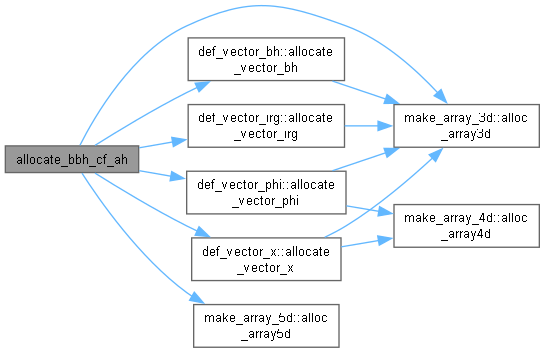 def_vector_bh::allocate
_vector_bh
def_vector_irg::allocate
_vector_irg
make_array_3d::alloc
_array3d
allocate_bbh_cf_ah
def_vector_phi::allocate
_vector_phi
make_array_4d::alloc
_array4d
def_vector_x::allocate
_vector_x
make_array_5d::alloc
_array5d